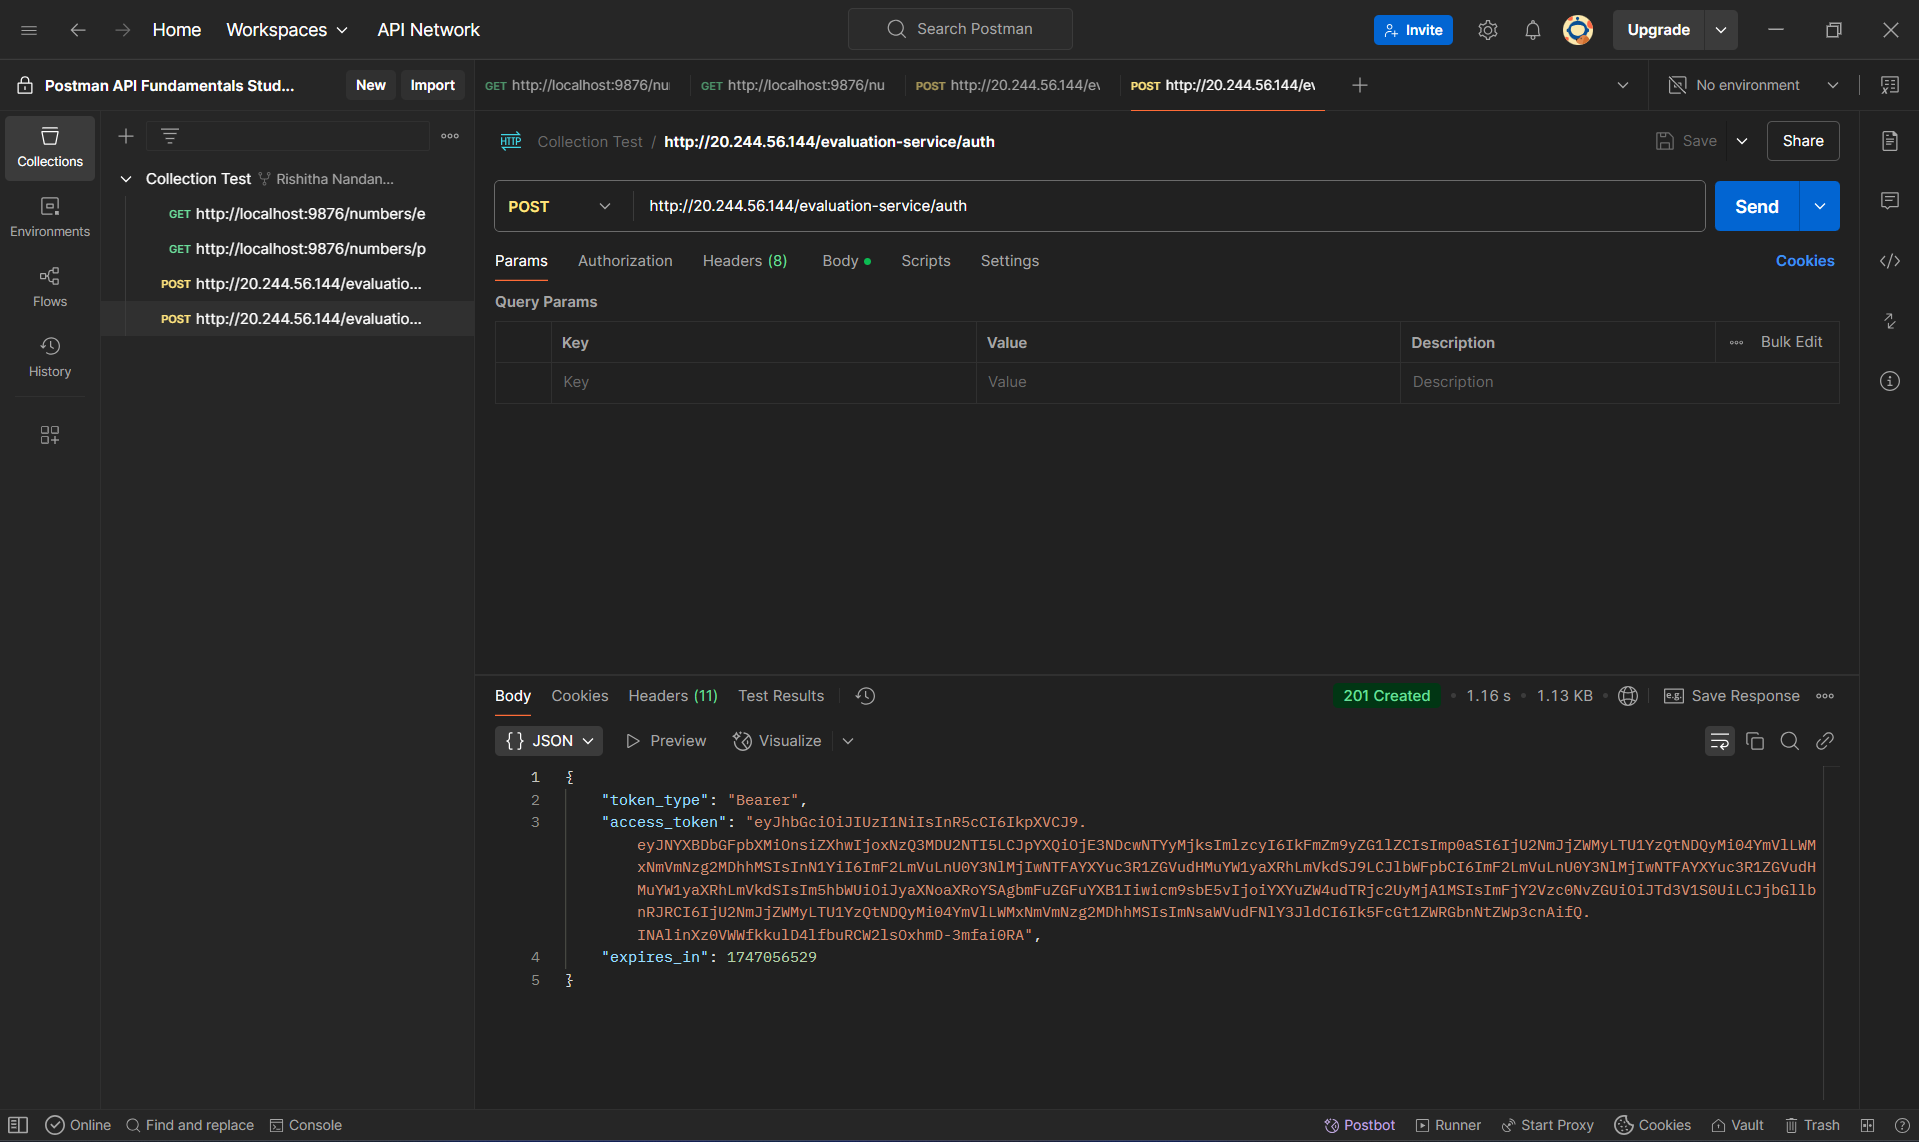 Home
Workspaces
API Network
Search Postman
Invite
Upgrade
Postman API Fundamentals Stud...
New
Import
GET http://localhost:9876/nu
GET http://localhost:9876/nu
POST http://20.244.56.144/ev
POST http://20.244.56.144/ev
No environment
Collections
Environments
Flows
History
Collection Test Rishitha Nandan...
GET http://localhost:9876/numbers/e
GET http://localhost:9876/numbers/p
POST http://20.244.56.144/evaluatio...
POST http://20.244.56.144/evaluatio...
HTTP Collection Test / http://20.244.56.144/evaluation-service/auth
Save
Share
POST http://20.244.56.144/evaluation-service/auth
Send
Params Authorization Headers (8) Body Scripts Settings
Cookies
Query Params
Key Value Description Bulk Edit
Key Value Description
Body Cookies Headers (11) Test Results
201 Created 1.16 s 1.13 KB e.g. Save Response
{} JSON Preview Visualize
1 {
2 "token_type": "Bearer",
3 "access_token": "eyJhbGciOiJIUzI1NiIsInR5cCI6IkpXVCJ9.
eyJNYXBDbGFpbXMiOnsiZXhwIjoxNzQ3MDU2NTI5LCJpYXQiOjE3NDcwNTYyMjksImlzcyI6IkFmZm9yZG1lZCIsImp0aSI6IjU2NmJjZWMyLTU1YzQtNDQyMi04YmVlLWM
xNmVmNzg2MDhhMSIsInN1YiI6ImF2LmVuLnU0Y3NlMjIwNTFAYXYuc3R1ZGVudHMuYW1yaXRhLmVkdSJ9LCJlbWFpbCI6ImF2LmVuLnU0Y3NlMjIwNTFAYXYuc3R1ZGVudH
MuYW1yaXRhLmVkdSIsIm5hbWUiOiJyaXNoaXRoYSAgbmFuZGFuYXB1Iiwicm9sbE5vIjoiYXYuZW4udTRjc2UyMjA1MSIsImFjY2Vzc0NvZGUiOiJTd3V1S0UiLCJjbGllb
nRJRCI6IjU2NmJjZWMyLTU1YzQtNDQyMi04YmVlLWMxNmVmNzg2MDhhMSIsImNsaWVudFNlY3JldCI6Ik5FcGt1ZWRGbnNtZWp3cnAifQ.
INAlinXz0VWWfkkulD4lfbuRCW2lsOxhmD-3mfai0RA",
4 "expires_in": 1747056529
5 }
Online
Find and replace
Console
Postbot
Runner
Start Proxy
Cookies
Vault
Trash